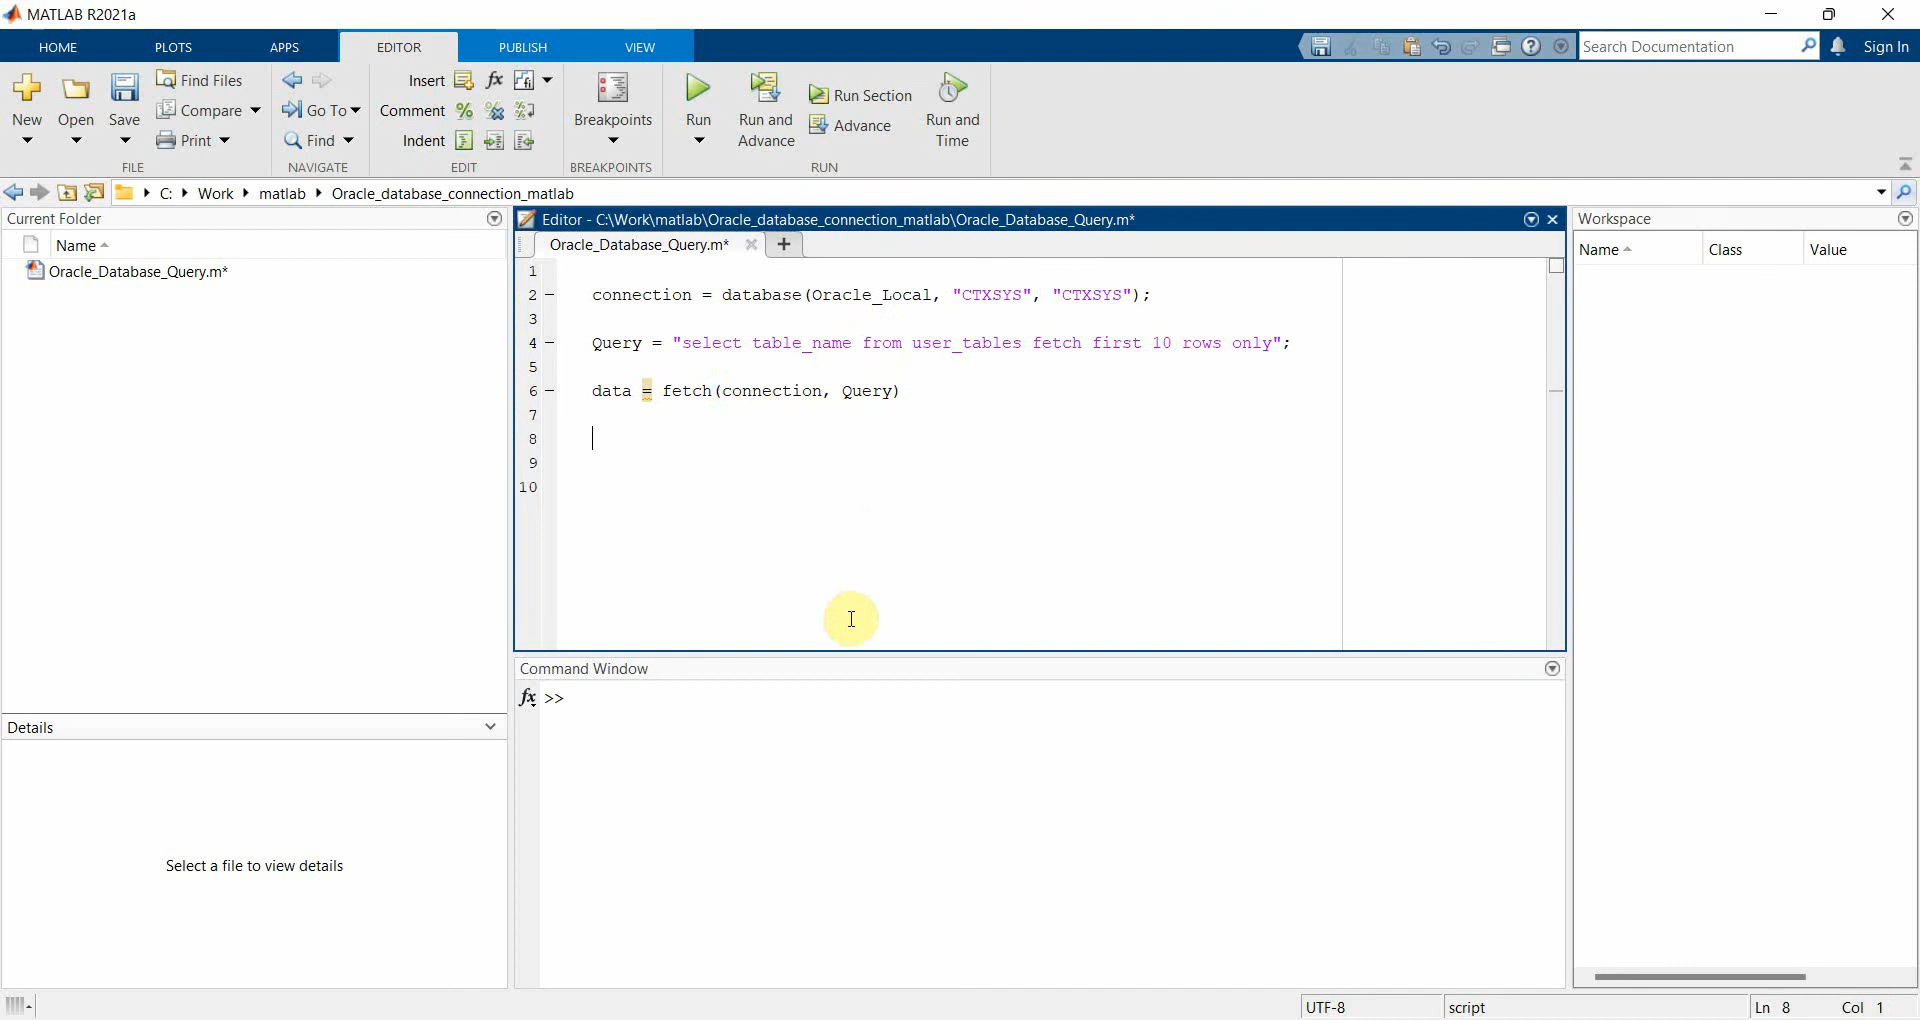 MATLAB R2021a
HOME PLOTS APPS EDITOR PUBLISH VIEW
Search Documentation
Sign In
New
Open
Save
Find Files
Compare
Print
FILE
Go To
Find
NAVIGATE
Insert fx
Comment
Indent
EDIT
Breakpoints
BREAKPOINTS
Run
Run and Advance
Run Section
Advance
Run and Time
RUN
C: Work matlab Oracle_database_connection_matlab
Current Folder
Name
Oracle_Database_Query.m*
Details
Select a file to view details
Editor - C:\Work\matlab\Oracle_database_connection_matlab\Oracle_Database_Query.m*
Oracle_Database_Query.m* +
1
2 - connection = database(Oracle_Local, "CTXSYS", "CTXSYS");
3
4 - Query = "select table_name from user_tables fetch first 10 rows only";
5
6 - data = fetch(connection, Query)
7
8
9
10
Command Window
fx >>
Workspace
Name Class Value
UTF-8 script Ln 8 Col 1